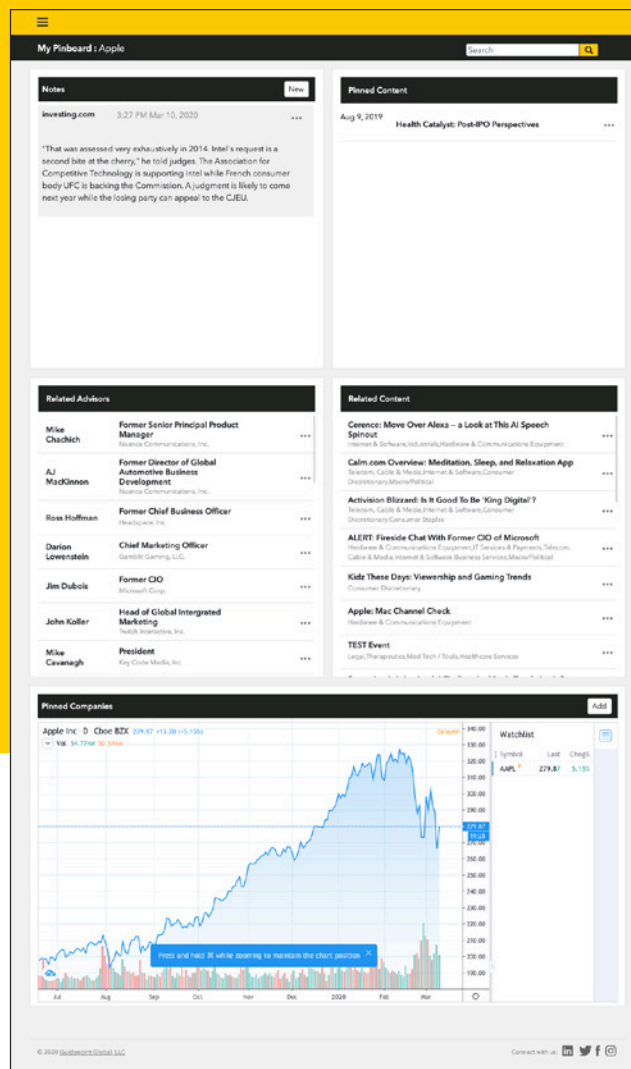 My Pinboard : Apple
Search
Notes
New
investing.com 3:27 PM Mar 10, 2020
"That was assessed very exhaustively in 2014. Intel's request is a
second bite at the cherry," he told judges. The Association for
Competitive Technology is supporting Intel while French consumer
body UFC is backing the Commission. A judgment is likely to come
next year while the losing party can appeal to the CJEU.
Pinned Content
Aug 9, 2019 Health Catalyst: Post-IPO Perspectives
Related Advisors
Mike
Chachich
Former Senior Principal Product
Manager
Nuance Communications, Inc.
AJ
MacKinnon
Former Director of Global
Automotive Business
Development
Nuance Communications, Inc.
Ross Hoffman
Former Chief Business Officer
Headspace, Inc.
Darion
Lowenstein
Chief Marketing Officer
Gamblit Gaming, LLC.
Jim Dubois
Former CIO
Microsoft Corp.
John Koller
Head of Global Intergrated
Marketing
Twitch Interactive, Inc.
Mike
Cavanagh
President
Key Code Media, Inc.
Related Content
Cerence: Move Over Alexa – a Look at This AI Speech
Spinout
Internet & Software,Industrials,Hardware & Communications Equipment
Calm.com Overview: Meditation, Sleep, and Relaxation App
Telecom, Cable & Media,Internet & Software,Consumer
Discretionary,Macro/Political
Activision Blizzard: Is It Good To Be 'King Digital'?
Telecom, Cable & Media,Internet & Software,Consumer
Discretionary,Consumer Staples
ALERT: Fireside Chat With Former CIO of Microsoft
Hardware & Communications Equipment,IT Services & Payments,Telecom,
Cable & Media,Internet & Software,Business Services,Macro/Political
Kidz These Days: Viewership and Gaming Trends
Consumer Discretionary
Apple: Mac Channel Check
Hardware & Communications Equipment
TEST Event
Legal,Therapeutics,Med Tech / Tools,Healthcare Services
Pinned Companies
Add
Apple Inc · D · Cboe BZX 279.87 +13.70 (+5.15%)
Delayed
Vol
340.00
330.00
320.00
310.00
300.00
290.00
279.87
19:28
270.00
260.00
250.00
240.00
230.00
220.00
210.00
200.00
190.00
Press and hold ⌘ while zooming to maintain the chart position
Jul Aug Sep Oct Nov Dec 2020 Feb Mar
Watchlist
Symbol Last Chng%
AAPL 279.87 5.15%
© 2020 Guidepoint Global, LLC
Connect with us: